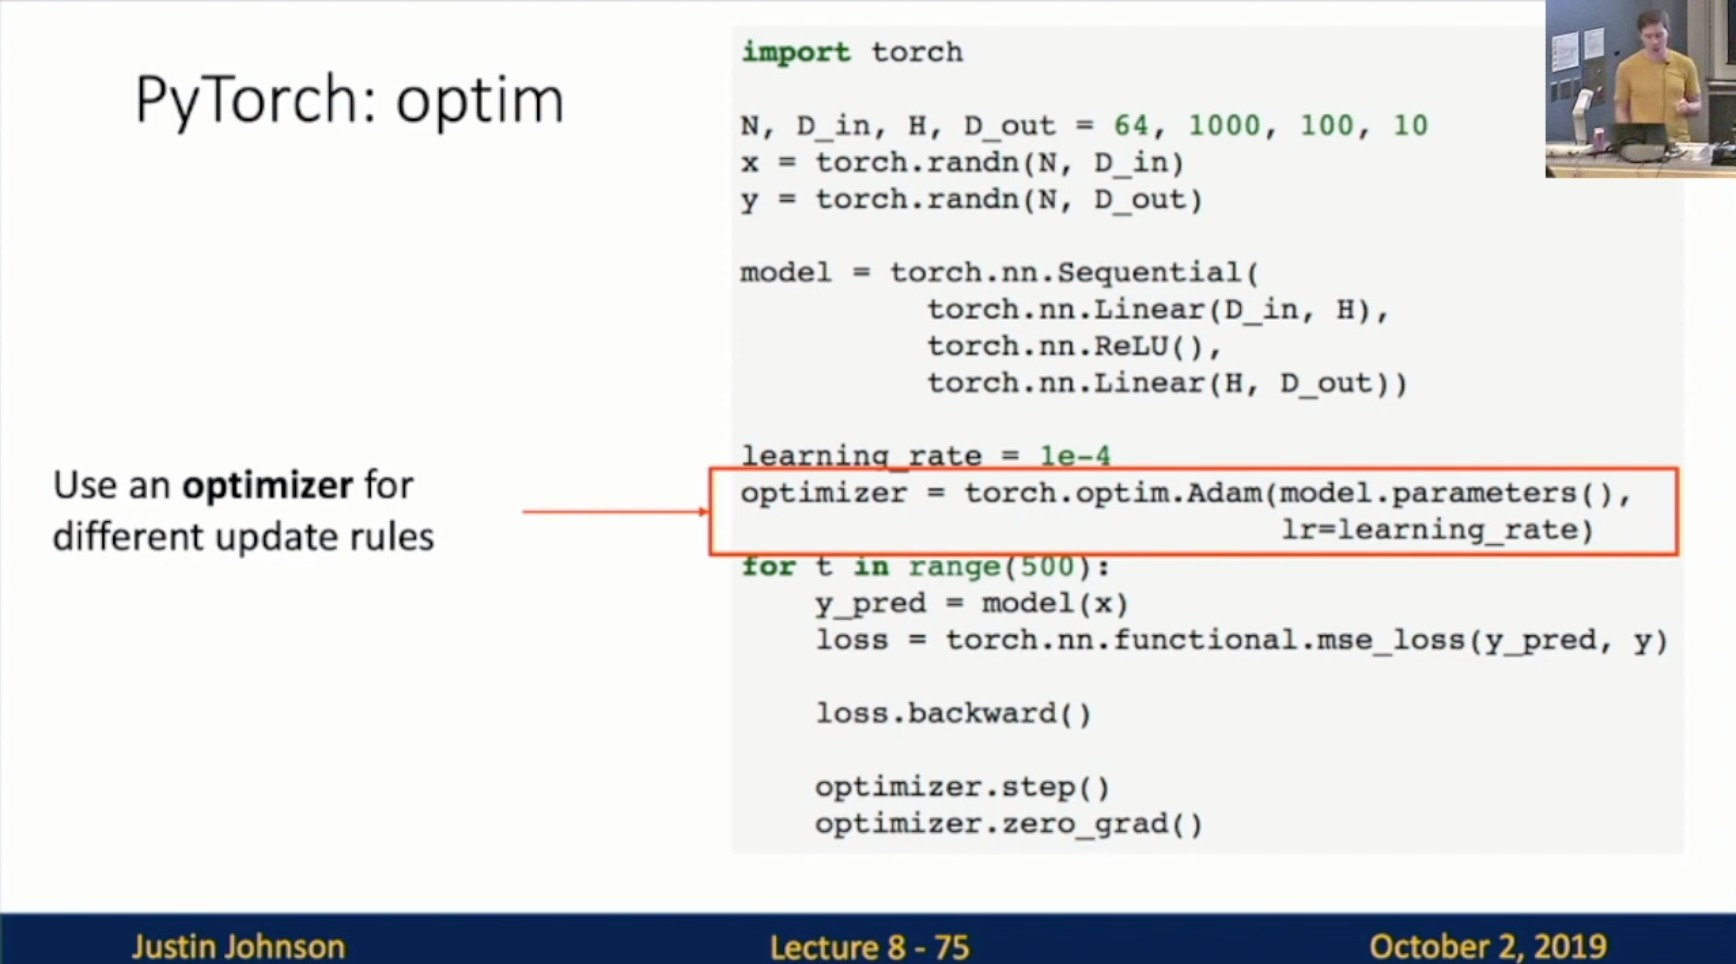 PyTorch: optim
import torch
N, D_in, H, D_out = 64, 1000, 100, 10
x = torch.randn(N, D_in)
y = torch.randn(N, D_out)
model = torch.nn.Sequential(
torch.nn.Linear(D_in, H),
torch.nn.ReLU(),
torch.nn.Linear(H, D_out))
learning_rate = 1e-4
optimizer = torch.optim.Adam(model.parameters(),
lr=learning_rate)
for t in range(500):
y_pred = model(x)
loss = torch.nn.functional.mse_loss(y_pred, y)
loss.backward()
optimizer.step()
optimizer.zero_grad()
Use an optimizer for
different update rules
Justin Johnson
Lecture 8 - 75
October 2, 2019